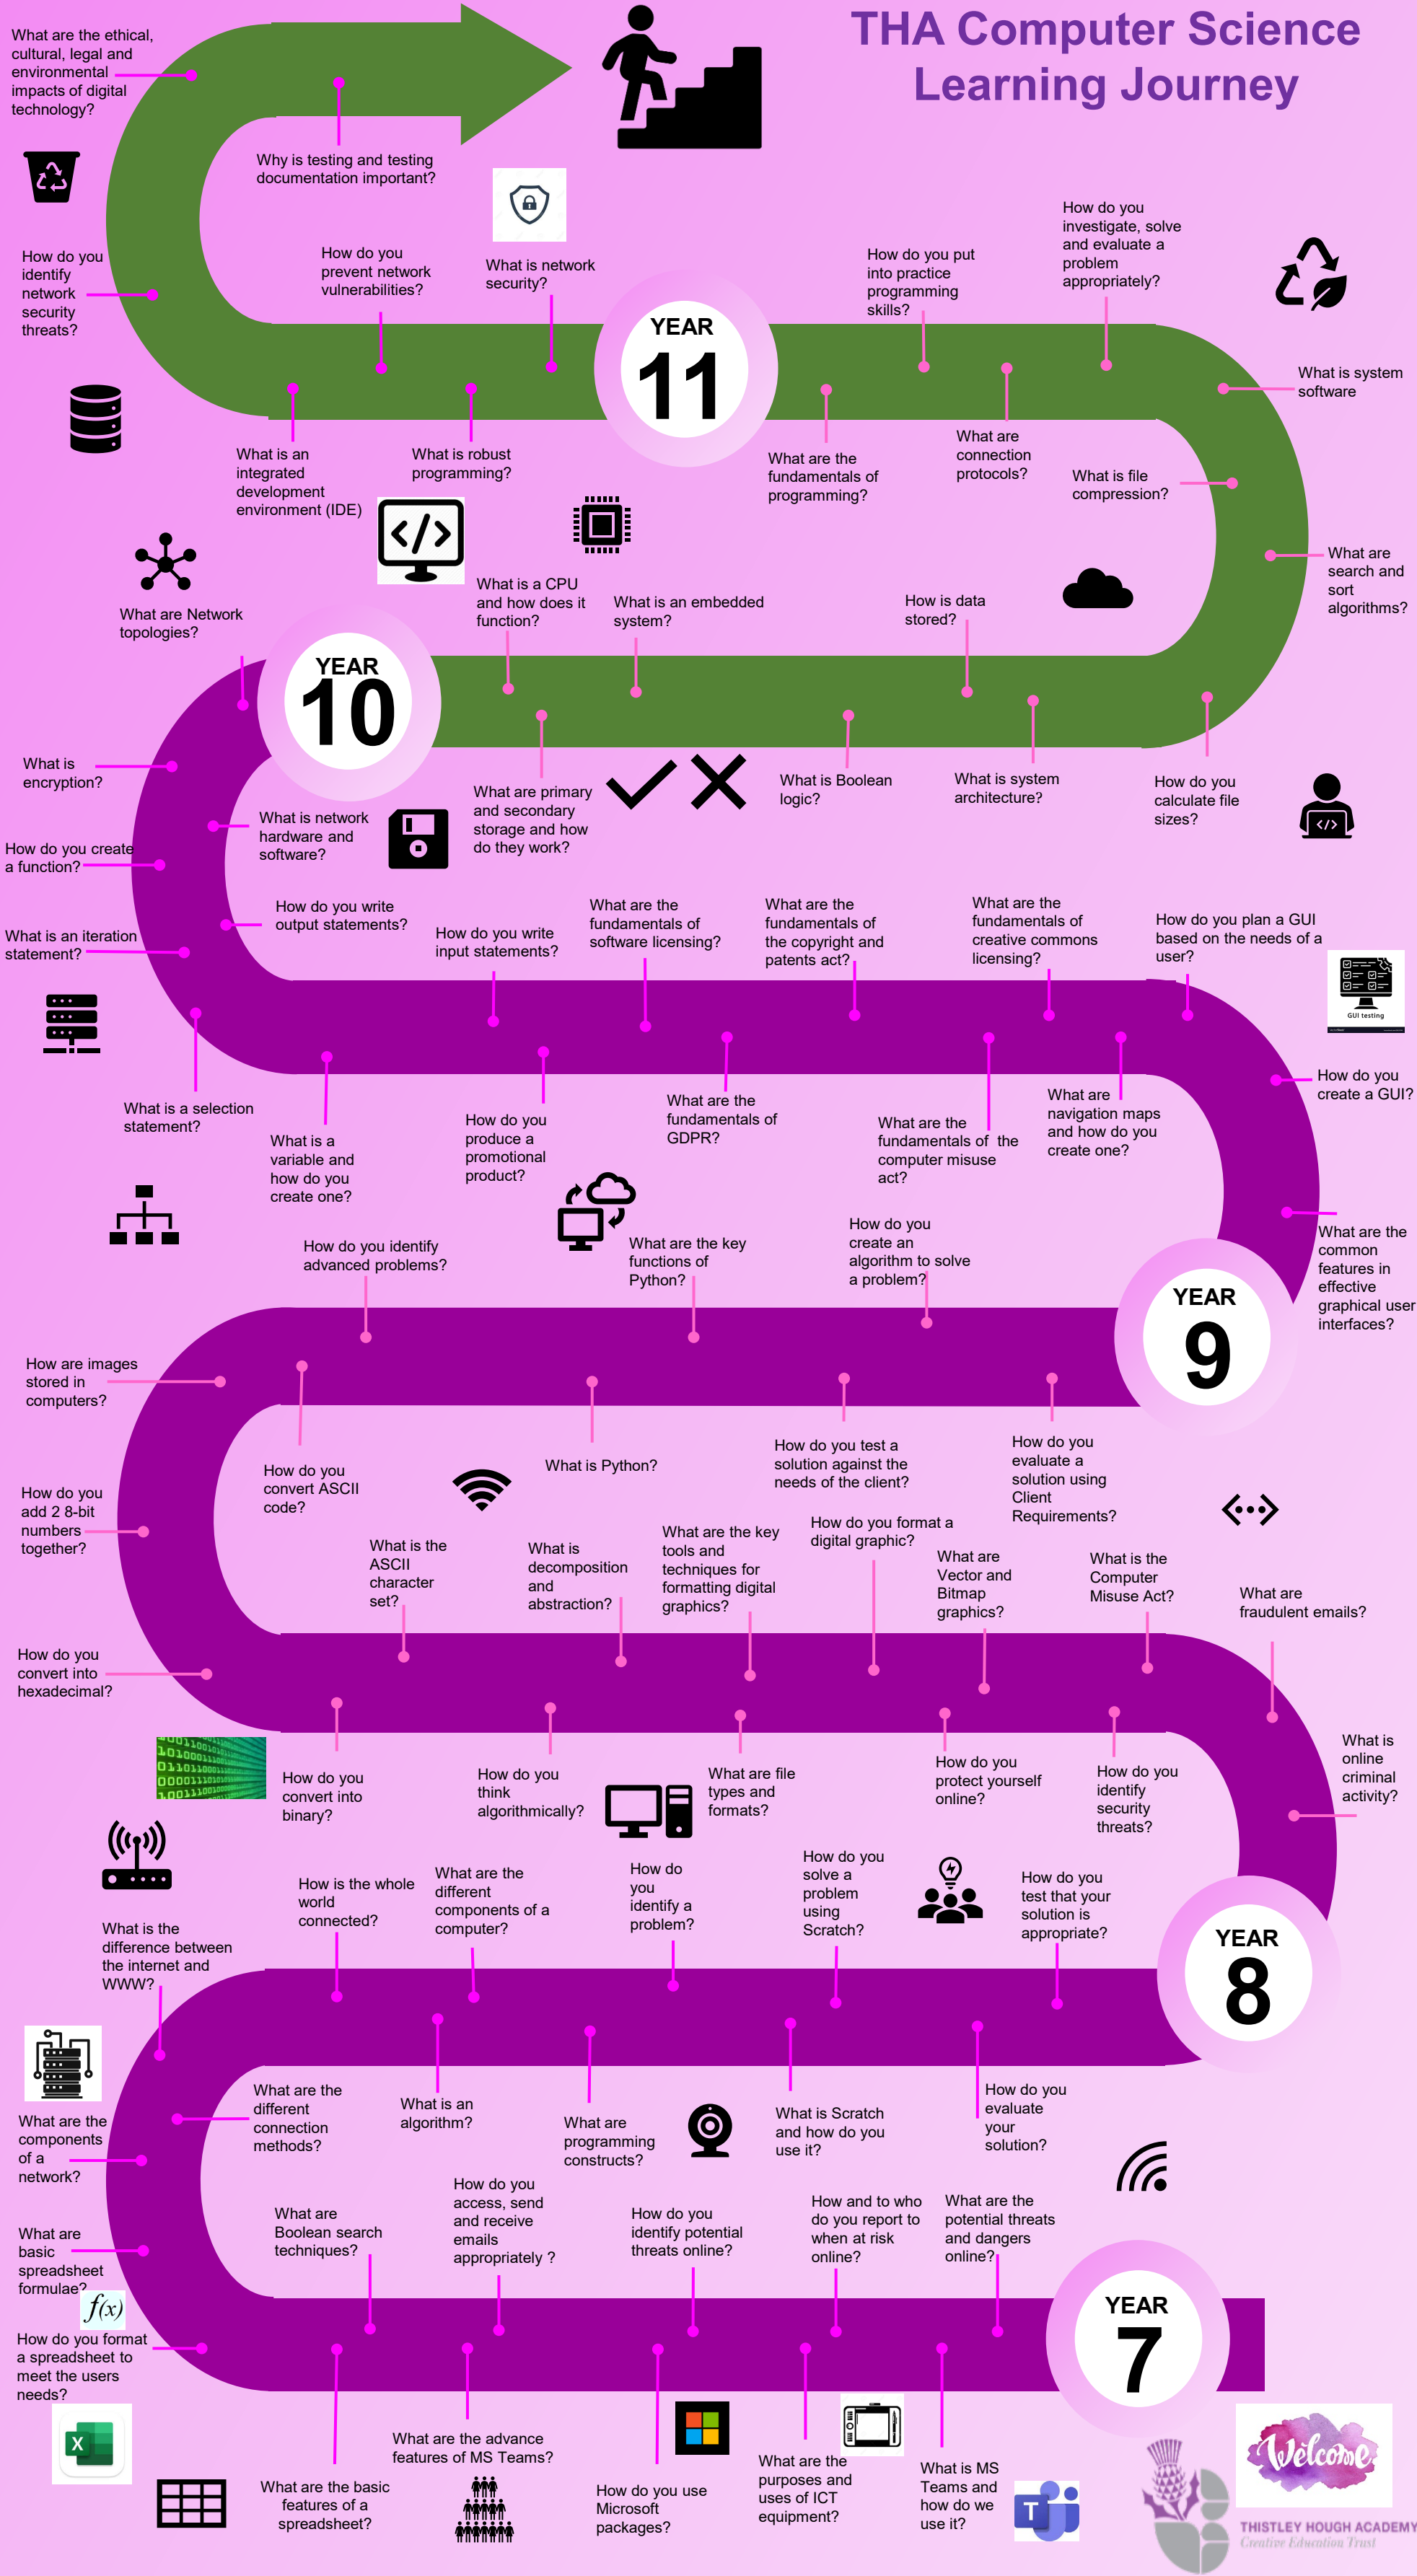 THA Computer Science
Learning Journey
What are the ethical,
cultural, legal and
environmental
impacts of digital
technology?
Why is testing and testing
documentation important?
How do you
identify
network
security
threats?
How do you
prevent network
vulnerabilities?
What is network
security?
YEAR
11
How do you put
into practice
programming
skills?
How do you
investigate, solve
and evaluate a
problem
appropriately?
What is system
software
What is an
integrated
development
environment (IDE)
What is robust
programming?
What are the
fundamentals of
programming?
What are
connection
protocols?
What is file
compression?
What are
search and
sort
algorithms?
</>
What are Network
topologies?
YEAR
10
What is a CPU
and how does it
function?
What is an embedded
system?
How is data
stored?
What is
encryption?
What is network
hardware and
software?
What are primary
and secondary
storage and how
do they work?
What is Boolean
logic?
What is system
architecture?
How do you
calculate file
sizes?
</>
How do you create
a function?
How do you write
output statements?
What is an iteration
statement?
How do you write
input statements?
What are the
fundamentals of
software licensing?
What are the
fundamentals of
the copyright and
patents act?
What are the
fundamentals of
creative commons
licensing?
How do you plan a GUI
based on the needs of a
user?
GUI testing
What is a selection
statement?
What is a
variable and
how do you
create one?
How do you
produce a
promotional
product?
What are the
fundamentals of
GDPR?
What are the
fundamentals of the
computer misuse
act?
What are
navigation maps
and how do you
create one?
How do you
create a GUI?
What are the
common
features in
effective
graphical user
interfaces?
How do you identify
advanced problems?
What are the key
functions of
Python?
How do you
create an
algorithm to solve
a problem?
YEAR
9
How are images
stored in
computers?
How do you
convert ASCII
code?
What is Python?
How do you test a
solution against the
needs of the client?
How do you
evaluate a
solution using
Client
Requirements?
How do you
add 2 8-bit
numbers
together?
What is the
ASCII
character
set?
What is
decomposition
and
abstraction?
What are the key
tools and
techniques for
formatting digital
graphics?
How do you format a
digital graphic?
What are
Vector and
Bitmap
graphics?
What is the
Computer
Misuse Act?
What are
fraudulent emails?
How do you
convert into
hexadecimal?
How do you
convert into
binary?
How do you
think
algorithmically?
What are file
types and
formats?
How do you
protect yourself
online?
How do you
identify
security
threats?
What is
online
criminal
activity?
What is the
difference between
the internet and
WWW?
How is the whole
world
connected?
What are the
different
components of a
computer?
How do
you
identify a
problem?
How do you
solve a
problem
using
Scratch?
How do you
test that your
solution is
appropriate?
YEAR
8
What are the
components
of a
network?
What are the
different
connection
methods?
What is an
algorithm?
What are
programming
constructs?
What is Scratch
and how do you
use it?
How do you
evaluate
your
solution?
What are
basic
spreadsheet
formulae?
f(x)
What are
Boolean search
techniques?
How do you
access, send
and receive
emails
appropriately ?
How do you
identify potential
threats online?
How and to who
do you report to
when at risk
online?
What are the
potential threats
and dangers
online?
YEAR
7
How do you format
a spreadsheet to
meet the users
needs?
X
What are the basic
features of a
spreadsheet?
What are the advance
features of MS Teams?
How do you use
Microsoft
packages?
What are the
purposes and
uses of ICT
equipment?
What is MS
Teams and
how do we
use it?
T
Welcome
THISTLEY HOUGH ACADEMY
Creative Education Trust